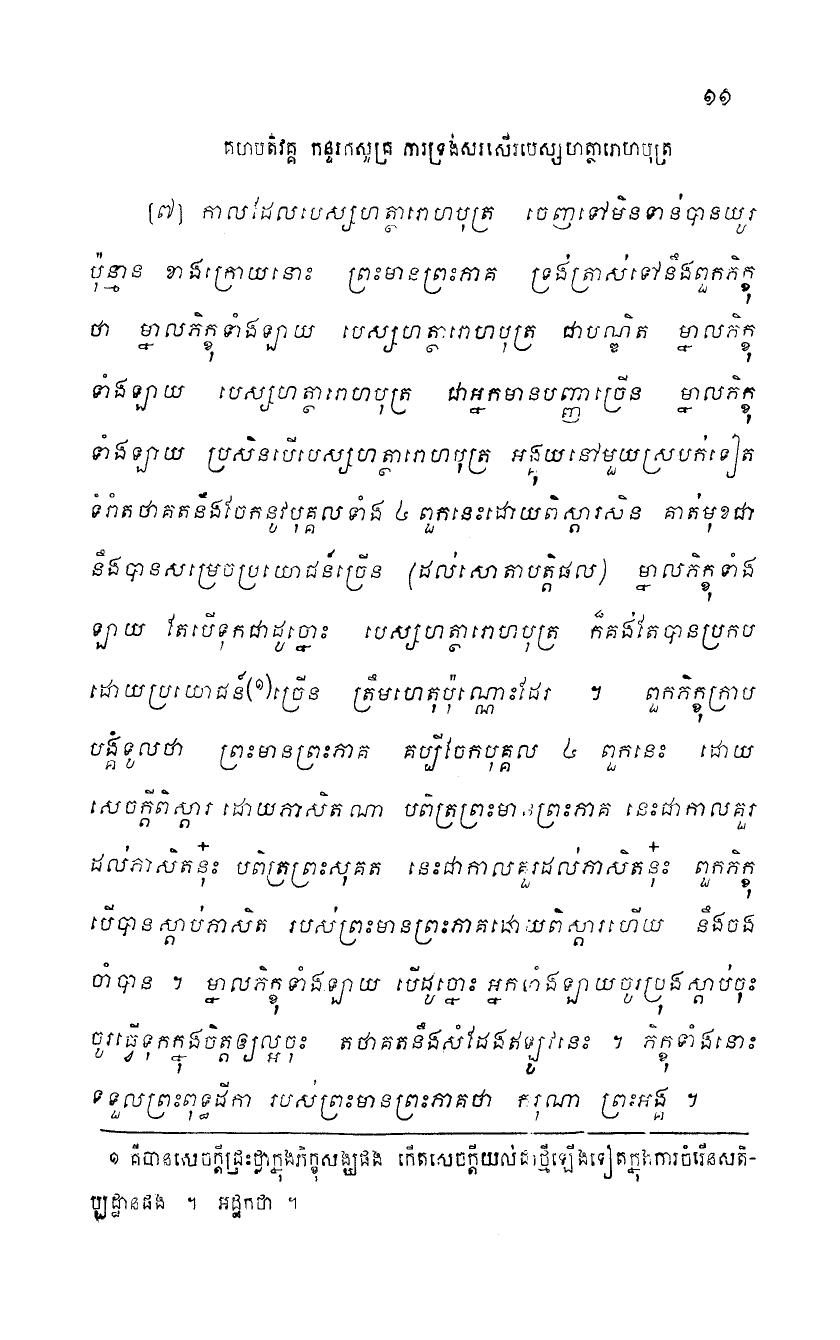 ១១
គហបតិវគ្គ កន្ទរកសូត្រ ការទ្រង់សរសើរបេស្សហត្ថារោហបុត្រ
[៧] កាលដែលបេស្សហត្ថារោហបុត្រ ចេញទៅមិនទាន់បានយូរ
ប៉ុន្មាន ខាងក្រោយនោះ ព្រះមានព្រះភាគ ទ្រង់ត្រាស់ទៅនឹងពួកភិក្ខុ
ថា ម្នាលភិក្ខុទាំងឡាយ បេស្សហត្ថារោហបុត្រ ជាបណ្ឌិត ម្នាលភិក្ខុ
ទាំងឡាយ បេស្សហត្ថារោហបុត្រ ជាអ្នកមានបញ្ញាច្រើន ម្នាលភិក្ខុ
ទាំងឡាយ ប្រសិនបើបេស្សហត្ថារោហបុត្រ អង្គុយនៅមួយស្របក់ទៀត
ទំរាំតថាគតនឹងចែកនូវបុគ្គលទាំង ៤ ពួកនេះដោយពិស្តារសិន គាត់មុខជា
នឹងបានសម្រេចប្រយោជន៍ច្រើន (ដល់សោតាបត្តិផល) ម្នាលភិក្ខុទាំង
ឡាយ តែបើទុកជាដូច្នោះ បេស្សហត្ថារោហបុត្រ ក៏គង់តែបានប្រកប
ដោយប្រយោជន៍(១)ច្រើន ត្រឹមហេតុប៉ុណ្ណោះដែរ ។ ពួកភិក្ខុក្រាប
បង្គំទូលថា ព្រះមានព្រះភាគ គប្បីចែកបុគ្គល ៤ ពួកនេះ ដោយ
សេចក្តីពិស្តារ ដោយភាសិតណា បពិត្រព្រះមានព្រះភាគ នេះជាកាលគួរ
ដល់ភាសិតនុ៎ះ បពិត្រព្រះសុគត នេះជាកាលគួរដល់ភាសិតនុ៎ះ ពួកភិក្ខុ
បើបានស្តាប់ភាសិត របស់ព្រះមានព្រះភាគដោយពិស្តារហើយ នឹងចង
ចាំបាន ។ ម្នាលភិក្ខុទាំងឡាយ បើដូច្នោះ អ្នកទាំងឡាយចូរប្រុងស្តាប់ចុះ
ចូរធ្វើទុកក្នុងចិត្តឲ្យល្អចុះ តថាគតនឹងសំដែងឥឡូវនេះ ។ ភិក្ខុទាំងនោះ
ទទួលព្រះពុទ្ធដីកា របស់ព្រះមានព្រះភាគថា ករុណា ព្រះអង្គ ។
១ គឺបានសេចក្តីជ្រះថ្លាក្នុងភិក្ខុសង្ឃផង កើតសេចក្តីយល់ជាថ្មីឡើងទៀតក្នុងការចំរើនសតិ-
ប្បដ្ឋានផង ។ អដ្ឋកថា ។